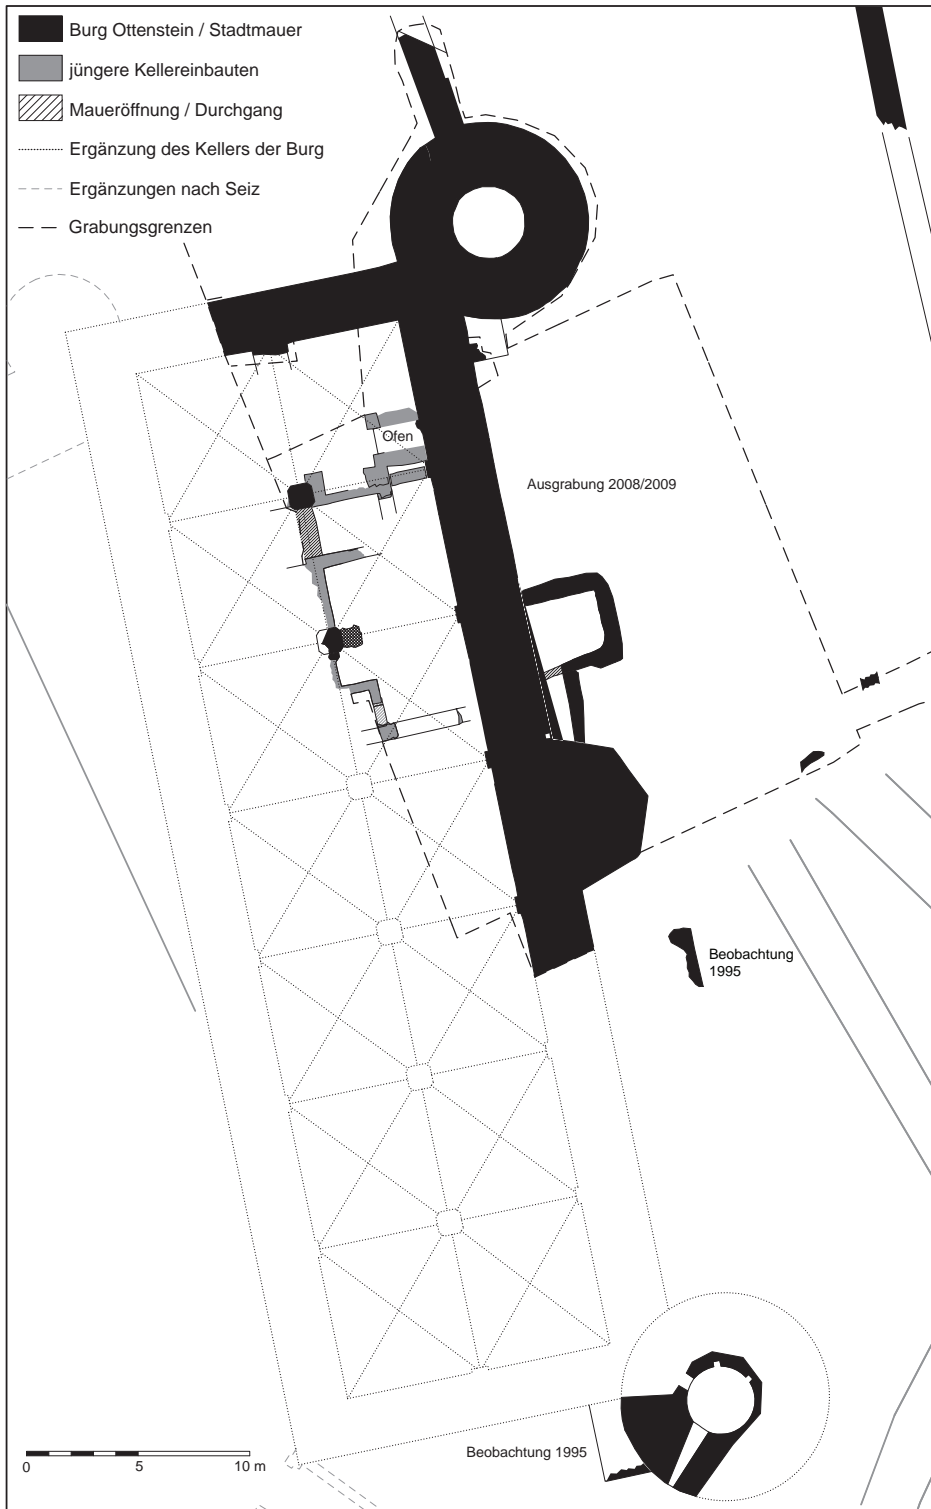 Burg Ottenstein / Stadtmauer
jüngere Kellereinbauten
Maueröffnung / Durchgang
Ergänzung des Kellers der Burg
Ergänzungen nach Seiz
Grabungsgrenzen
Ofen
Ausgrabung 2008/2009
Beobachtung
1995
Beobachtung 1995
0 5 10 m